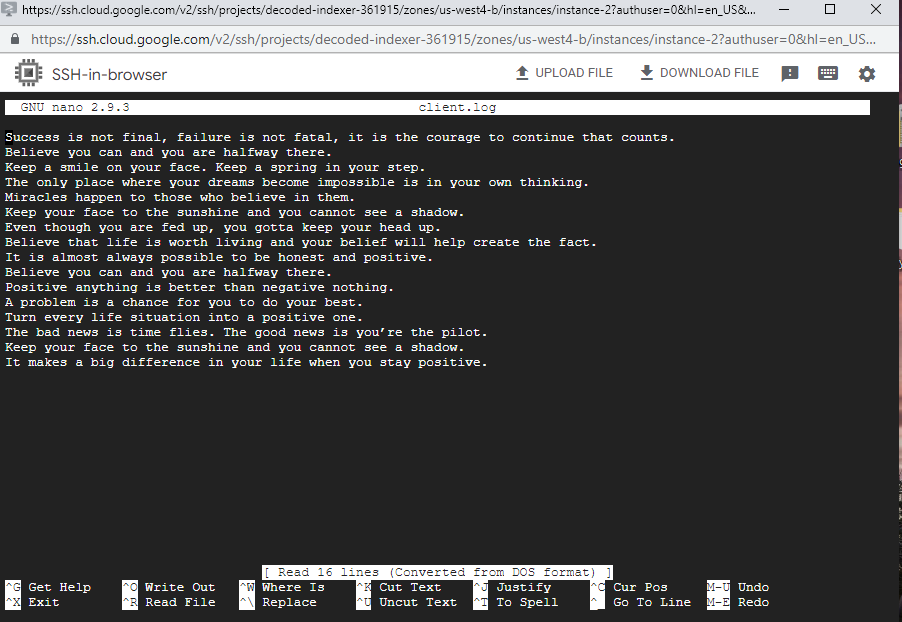 https://ssh.cloud.google.com/v2/ssh/projects/decoded-indexer-361915/zones/us-west4-b/instances/instance-2?authuser=0&hl=en_US&...
https://ssh.cloud.google.com/v2/ssh/projects/decoded-indexer-361915/zones/us-west4-b/instances/instance-2?authuser=0&hl=en_US...
SSH-in-browser UPLOAD FILE DOWNLOAD FILE
GNU nano 2.9.3 client.log
Success is not final, failure is not fatal, it is the courage to continue that counts.
Believe you can and you are halfway there.
Keep a smile on your face. Keep a spring in your step.
The only place where your dreams become impossible is in your own thinking.
Miracles happen to those who believe in them.
Keep your face to the sunshine and you cannot see a shadow.
Even though you are fed up, you gotta keep your head up.
Believe that life is worth living and your belief will help create the fact.
It is almost always possible to be honest and positive.
Believe you can and you are halfway there.
Positive anything is better than negative nothing.
A problem is a chance for you to do your best.
Turn every life situation into a positive one.
The bad news is time flies. The good news is you’re the pilot.
Keep your face to the sunshine and you cannot see a shadow.
It makes a big difference in your life when you stay positive.
[ Read 16 lines (Converted from DOS format) ]
^G Get Help ^O Write Out ^W Where Is ^K Cut Text ^J Justify ^C Cur Pos M-U Undo
^X Exit ^R Read File ^\ Replace ^U Uncut Text ^T To Spell ^_ Go To Line M-E Redo